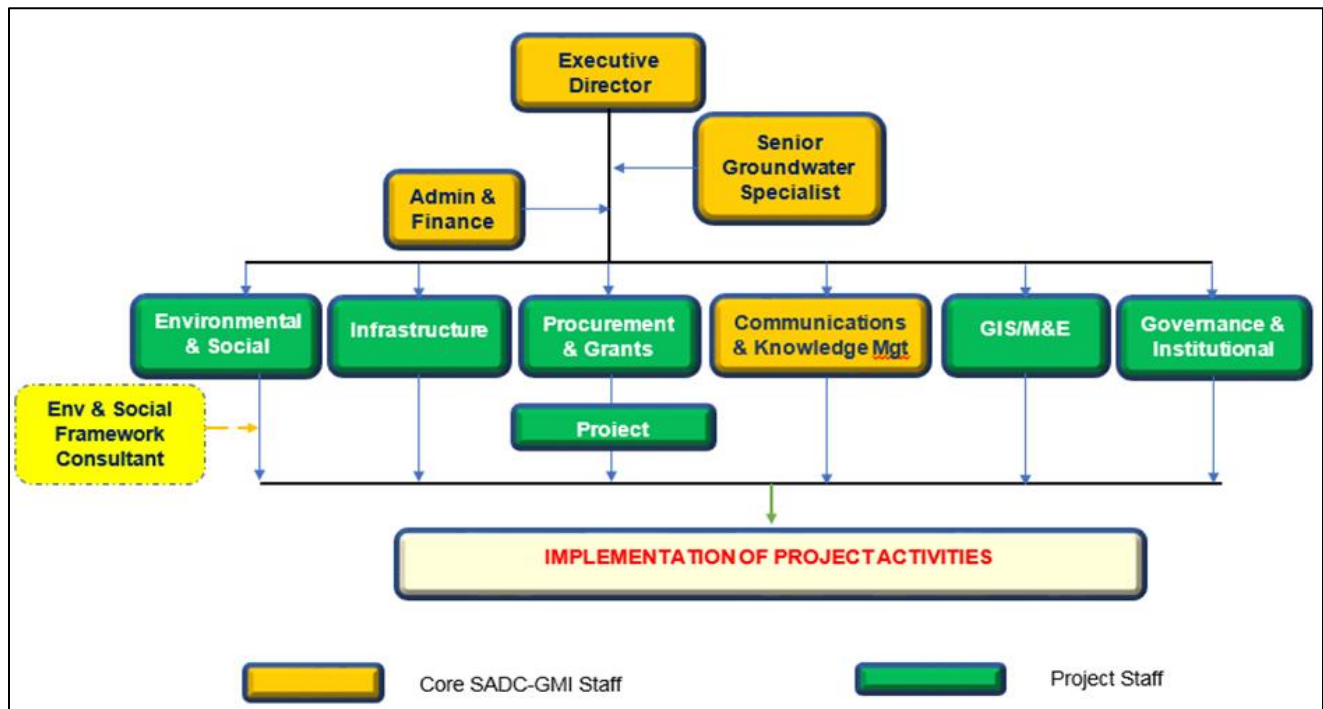 Executive
Director
Senior
Groundwater
Specialist
Admin &
Finance
Environmental
& Social
Infrastructure
Procurement
& Grants
Communications
& Knowledge Mgt
GIS/M&E
Governance &
Institutional
Env & Social
Framework
Consultant
Project
IMPLEMENTATION OF PROJECT ACTIVITIES
Core SADC-GMI Staff
Project Staff